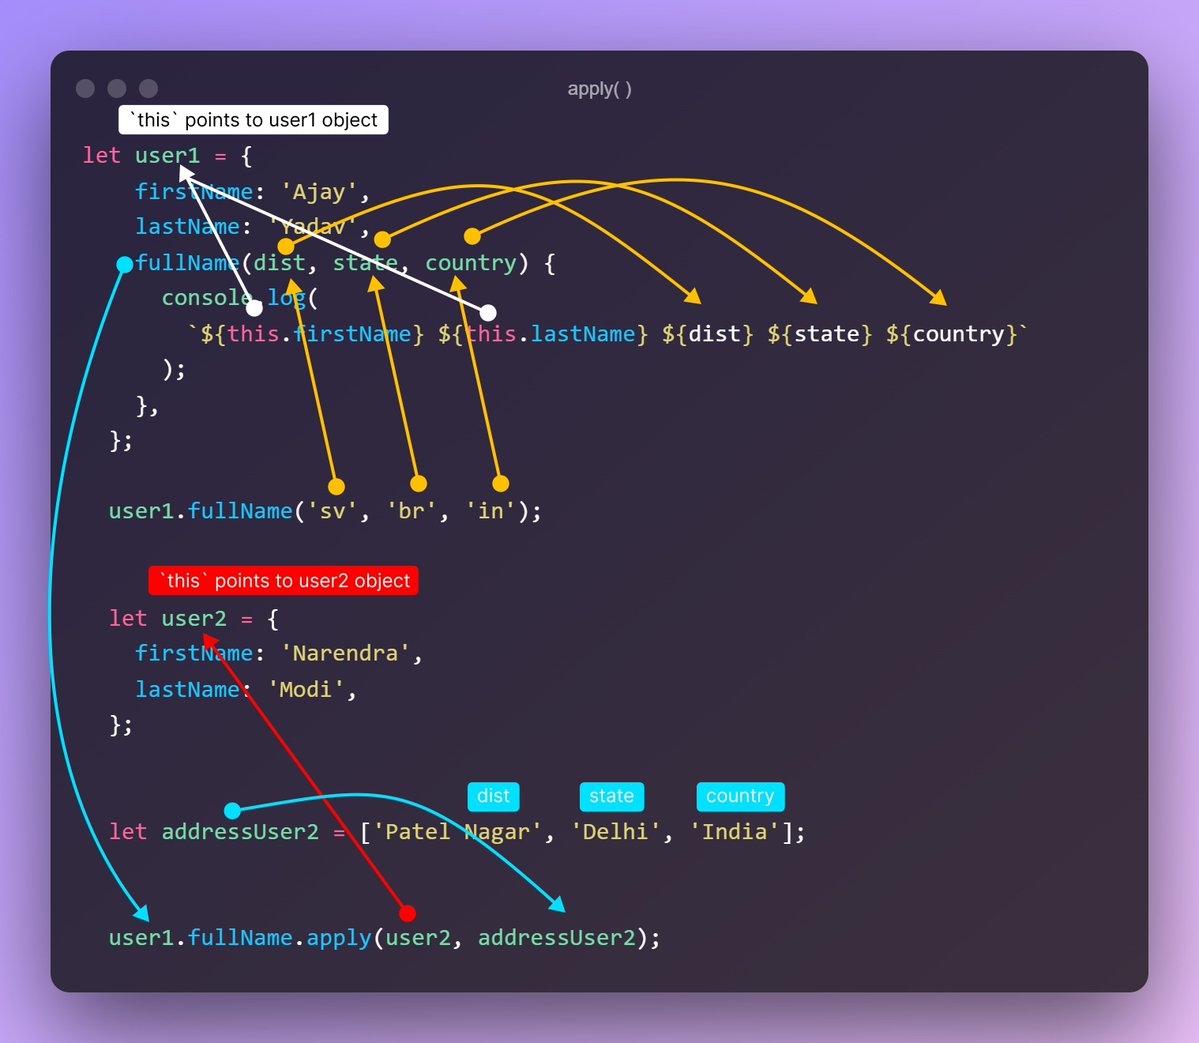 apply( )
`this` points to user1 object
let user1 = {
firstName: 'Ajay',
lastName: 'Yadav',
fullName(dist, state, country) {
console.log(
`${this.firstName} ${this.lastName} ${dist} ${state} ${country}`
);
},
};
user1.fullName('sv', 'br', 'in');
`this` points to user2 object
let user2 = {
firstName: 'Narendra',
lastName: 'Modi',
};
dist state country
let addressUser2 = ['Patel Nagar', 'Delhi', 'India'];
user1.fullName.apply(user2, addressUser2);